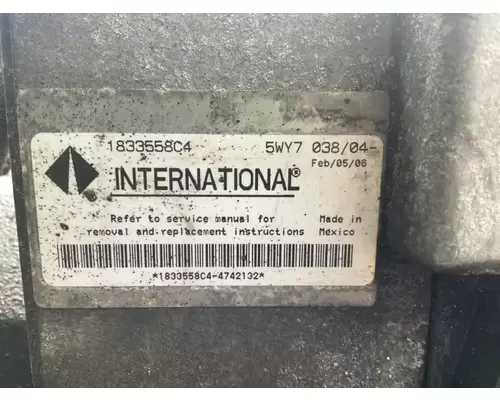 1833558C4 5WY7 038/04-
Feb/05/06
INTERNATIONAL®
Refer to service manual for Made in
removal and replacement instructions México
*1833558C4-4742132*